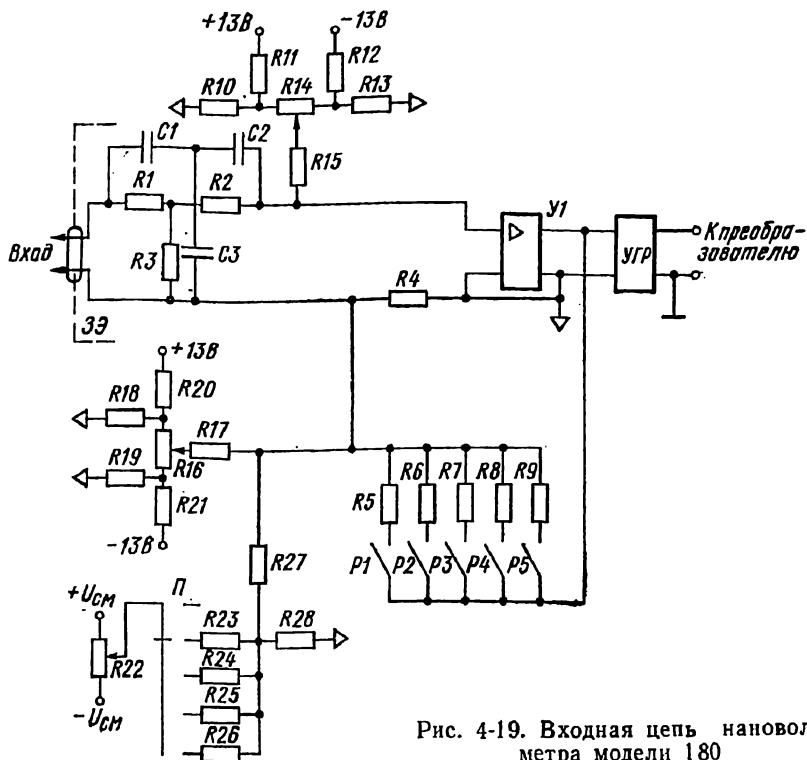 +13В
-13В
R11
R12
R10
R14
R13
C1
C2
R15
R1
R2
У1
Вход
R3
C3
R4
УГР
К преобра-
зователю
ЗЭ
+13В
R20
R18
R17
R19
R16
R21
-13В
R5
R6
R7
R8
R9
R27
P1
P2
P3
P4
P5
П
+Uсм
R23
R28
R22
R24
-Uсм
R25
R26
Рис. 4-19. Входная цепь нановол
метра модели 180